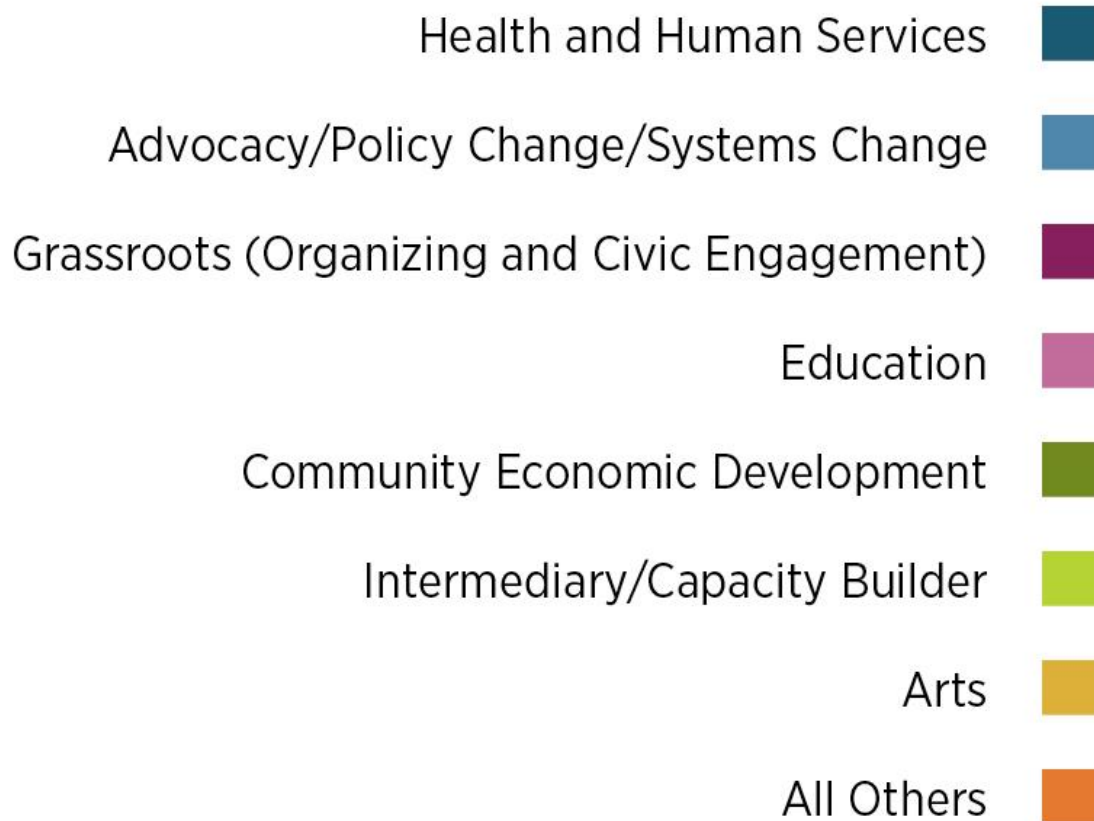 Health and Human Services
Advocacy/Policy Change/Systems Change
Grassroots (Organizing and Civic Engagement)
Education
Community Economic Development
Intermediary/Capacity Builder
Arts
All Others